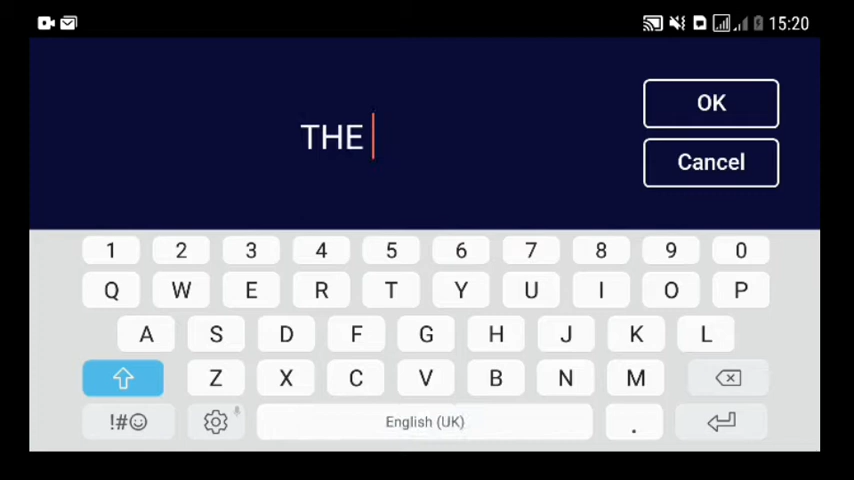 15:20
THE
OK
Cancel
1 2 3 4 5 6 7 8 9 0
Q W E R T Y U I O P
A S D F G H J K L
Z X C V B N M
!#☺ English (UK) .